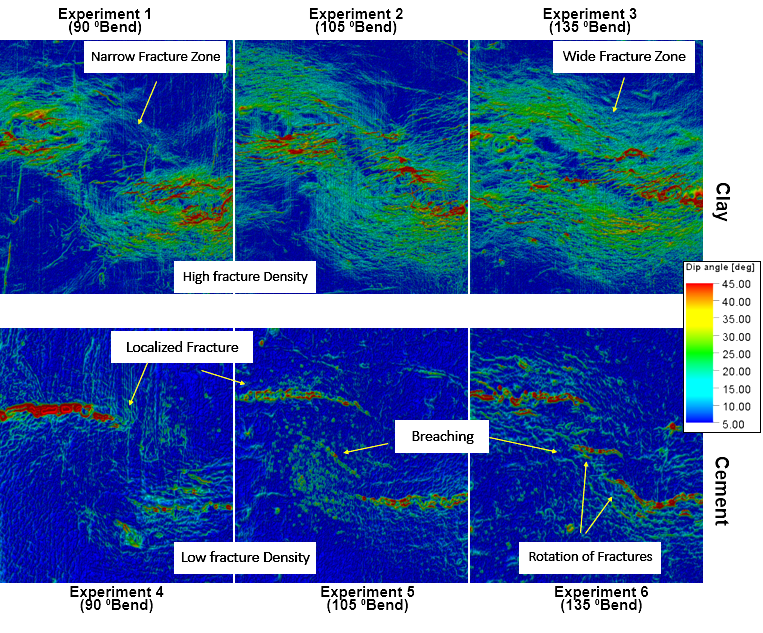 Experiment 1
(90 ⁰Bend)
Experiment 2
(105 ⁰Bend)
Experiment 3
(135 ⁰Bend)
Narrow Fracture Zone
Wide Fracture Zone
Clay
High fracture Density
Dip angle [deg]
45.00
40.00
35.00
30.00
25.00
20.00
15.00
10.00
5.00
Localized Fracture
Breaching
Cement
Low fracture Density
Rotation of Fractures
Experiment 4
(90 ⁰Bend)
Experiment 5
(105 ⁰Bend)
Experiment 6
(135 ⁰Bend)